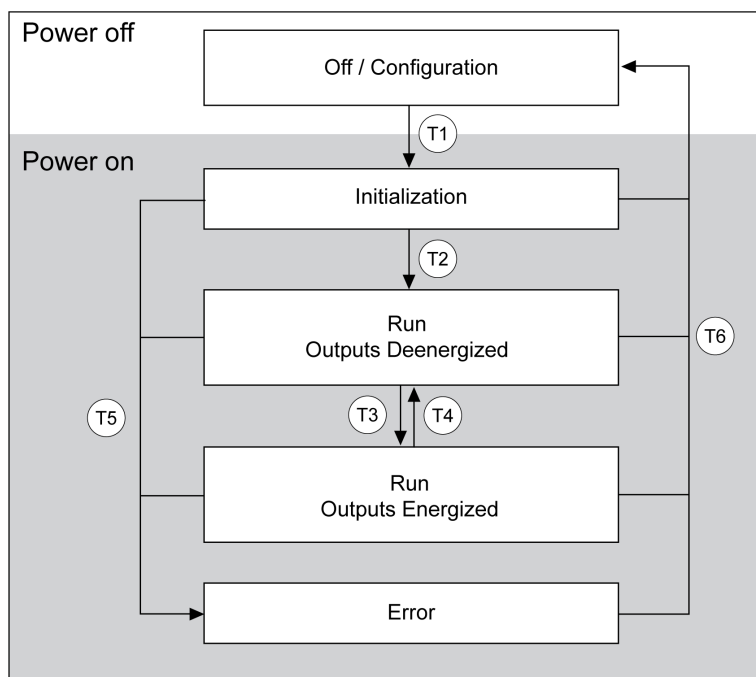 Power off
Off / Configuration
T1
Power on
Initialization
T2
Run
Outputs Deenergized
T6
T3
T4
T5
Run
Outputs Energized
Error